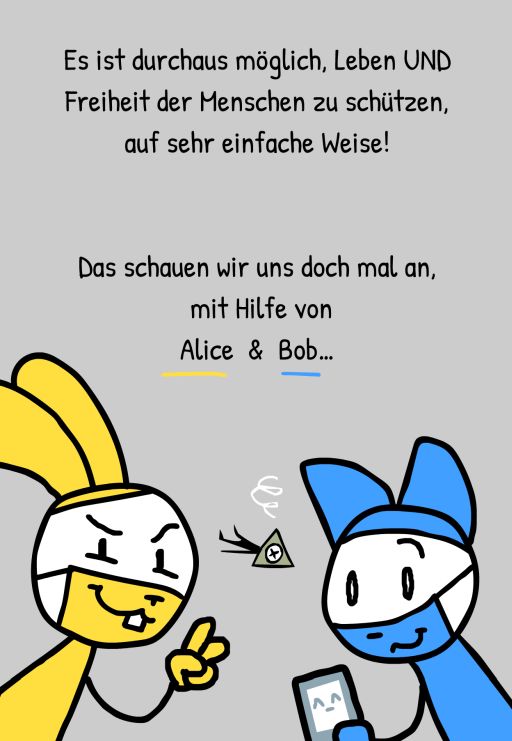 Es ist durchaus möglich, Leben UND
Freiheit der Menschen zu schützen,
auf sehr einfache Weise!
Das schauen wir uns doch mal an,
mit Hilfe von
Alice & Bob...